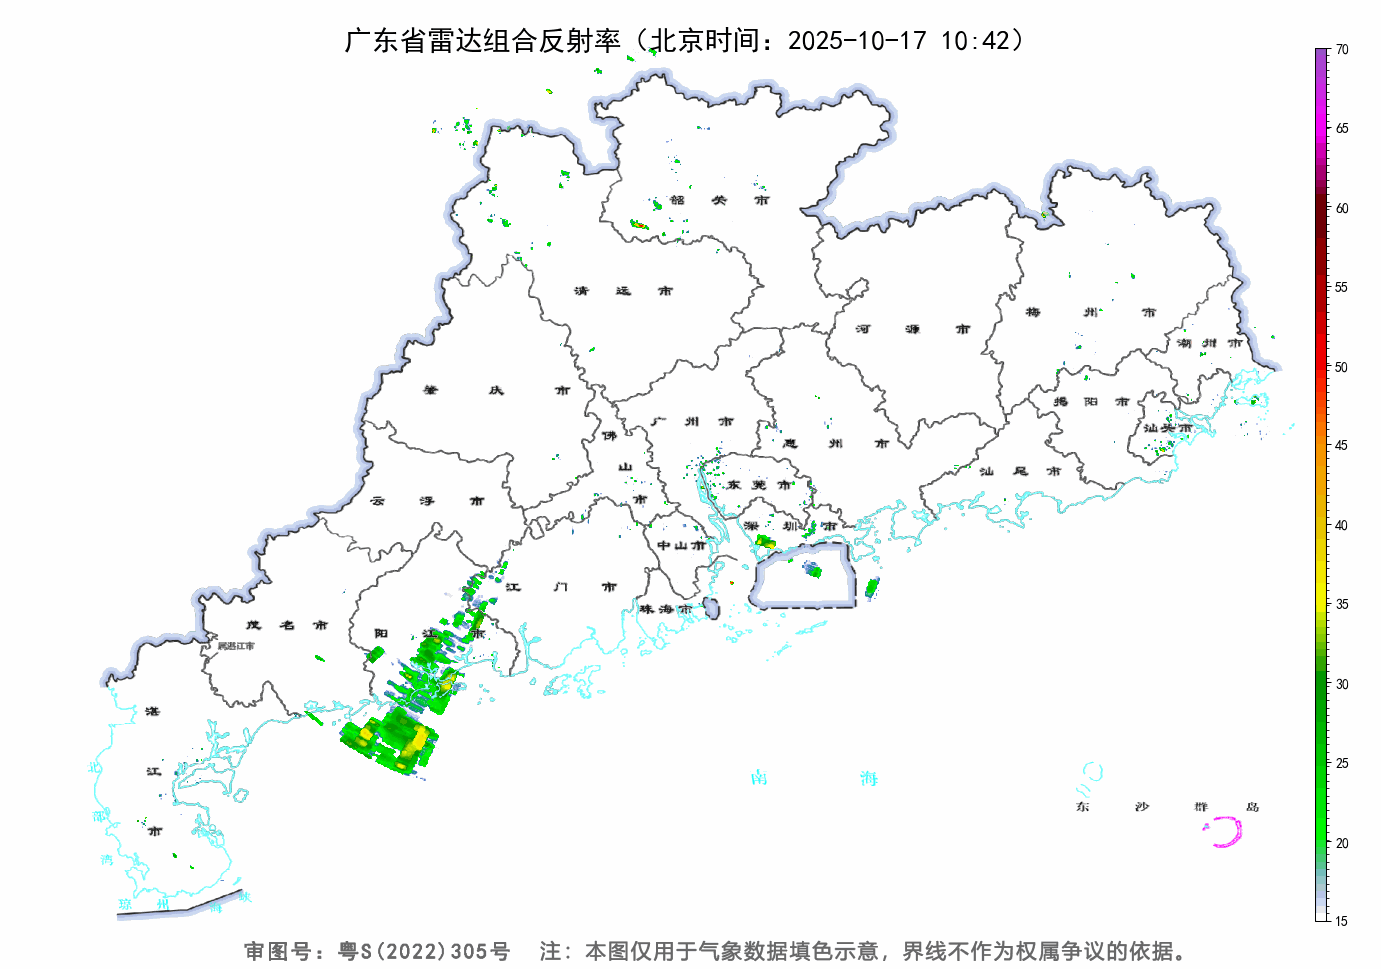 广东省雷达组合反射率（北京时间：2025-10-17 10:42）
70
65
韶关市
60
清远市
55
梅州市
河源市
潮州市
50
肇庆市
揭阳市
广州市
汕头市
佛山市
惠州市
45
汕尾市
东莞市
云浮市
40
深圳市
中山市
江门市
35
珠海市
茂名市
阳江市
属湛江市
30
湛江市
25
北部湾
南海
东沙群岛
20
琼州海峡
15
审图号：粤S(2022)305号 注：本图仅用于气象数据填色示意，界线不作为权属争议的依据。